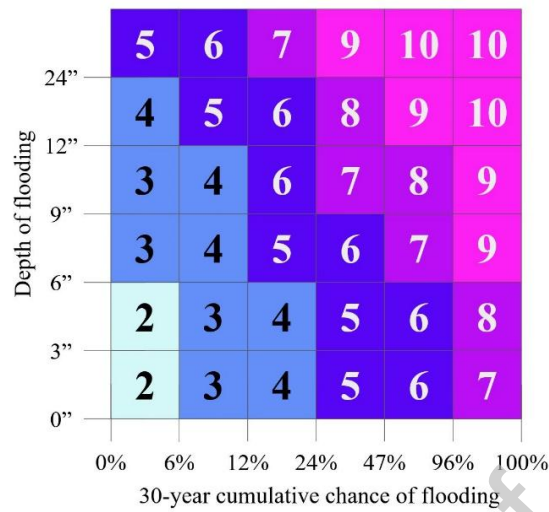 5 6 7 9 10 10
24”
4 5 6 8 9 10
12”
3 4 6 7 8 9
9”
3 4 5 6 7 9
6”
2 3 4 5 6 8
3”
2 3 4 5 6 7
0”
Depth of flooding
0% 6% 12% 24% 47% 96% 100%
30-year cumulative chance of flooding